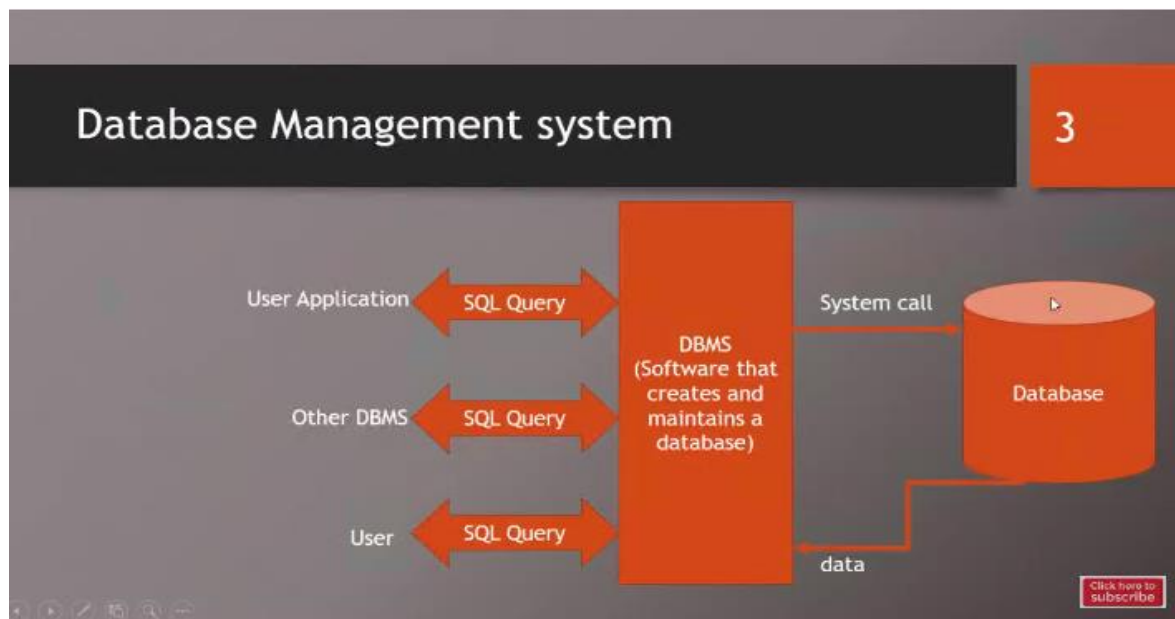 Database Management system
3
User Application
SQL Query
System call
DBMS
(Software that
creates and
maintains a
database)
Database
Other DBMS
SQL Query
User
SQL Query
data
Click here to
subscribe